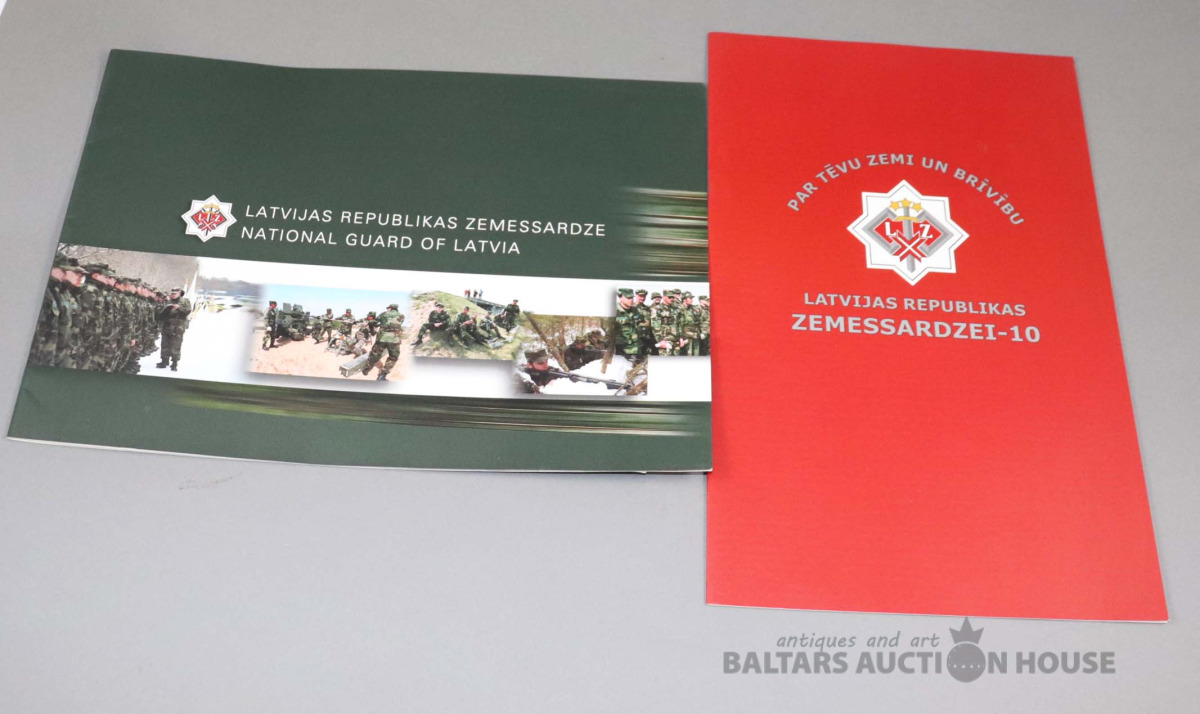 LATVIJAS REPUBLIKAS ZEMESSARDZE
NATIONAL GUARD OF LATVIA
PAR TĒVU ZEMI UN BRĪVĪBU
L Z
LATVIJAS REPUBLIKAS
ZEMESSARDZEI-10
antiques and art
BALTARS AUCTION HOUSE